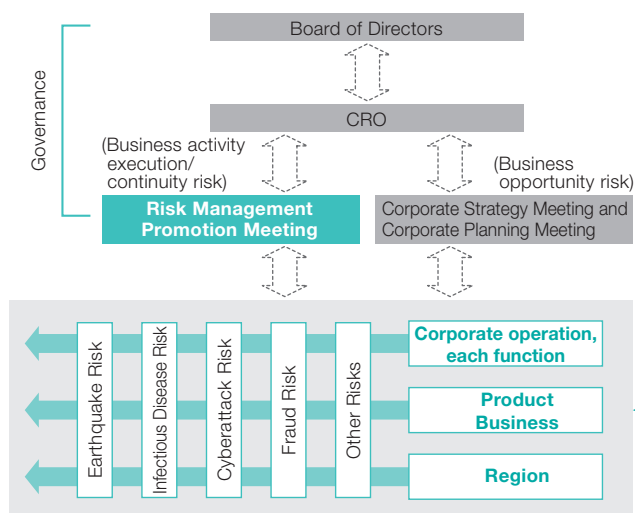 Board of Directors
Governance
CRO
(Business activity
execution/
continuity risk)
(Business
opportunity risk)
Risk Management
Promotion Meeting
Corporate Strategy Meeting and
Corporate Planning Meeting
Earthquake Risk
Infectious Disease Risk
Cyberattack Risk
Fraud Risk
Other Risks
Corporate operation,
each function
Product
Business
Region